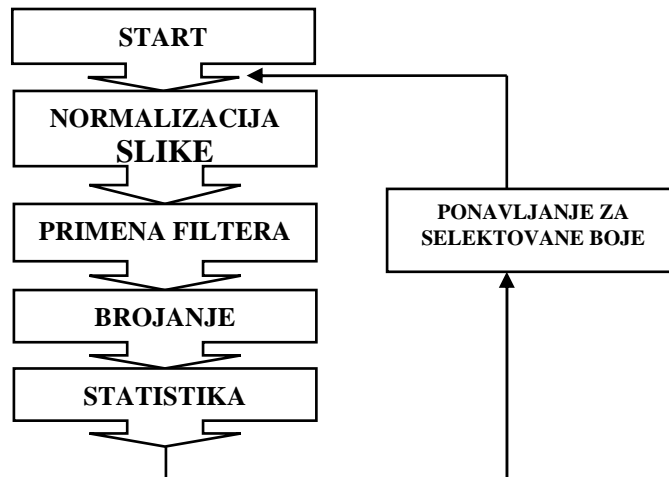 START
NORMALIZACIJA
SLIKE
PRIMENA FILTERA
BROJANJE
STATISTIKA
PONAVLJANJE ZA
SELEKTOVANE BOJE